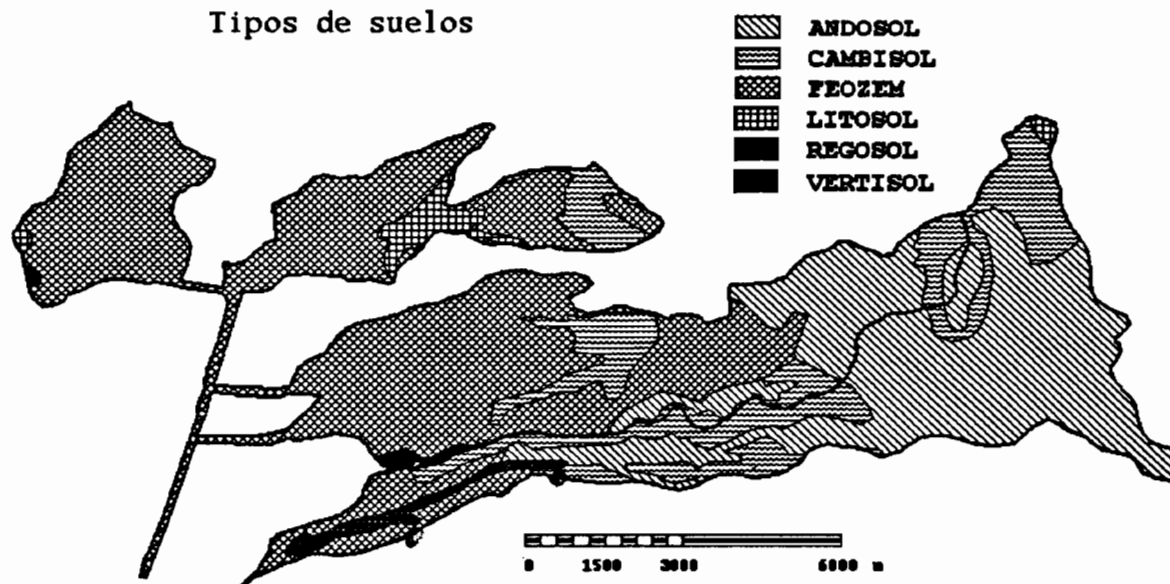 Tipos de suelos
ANDOSOL
CAMBISOL
FEOZEM
LITOSOL
REGOSOL
VERTISOL
0 1500 3000 6000 m